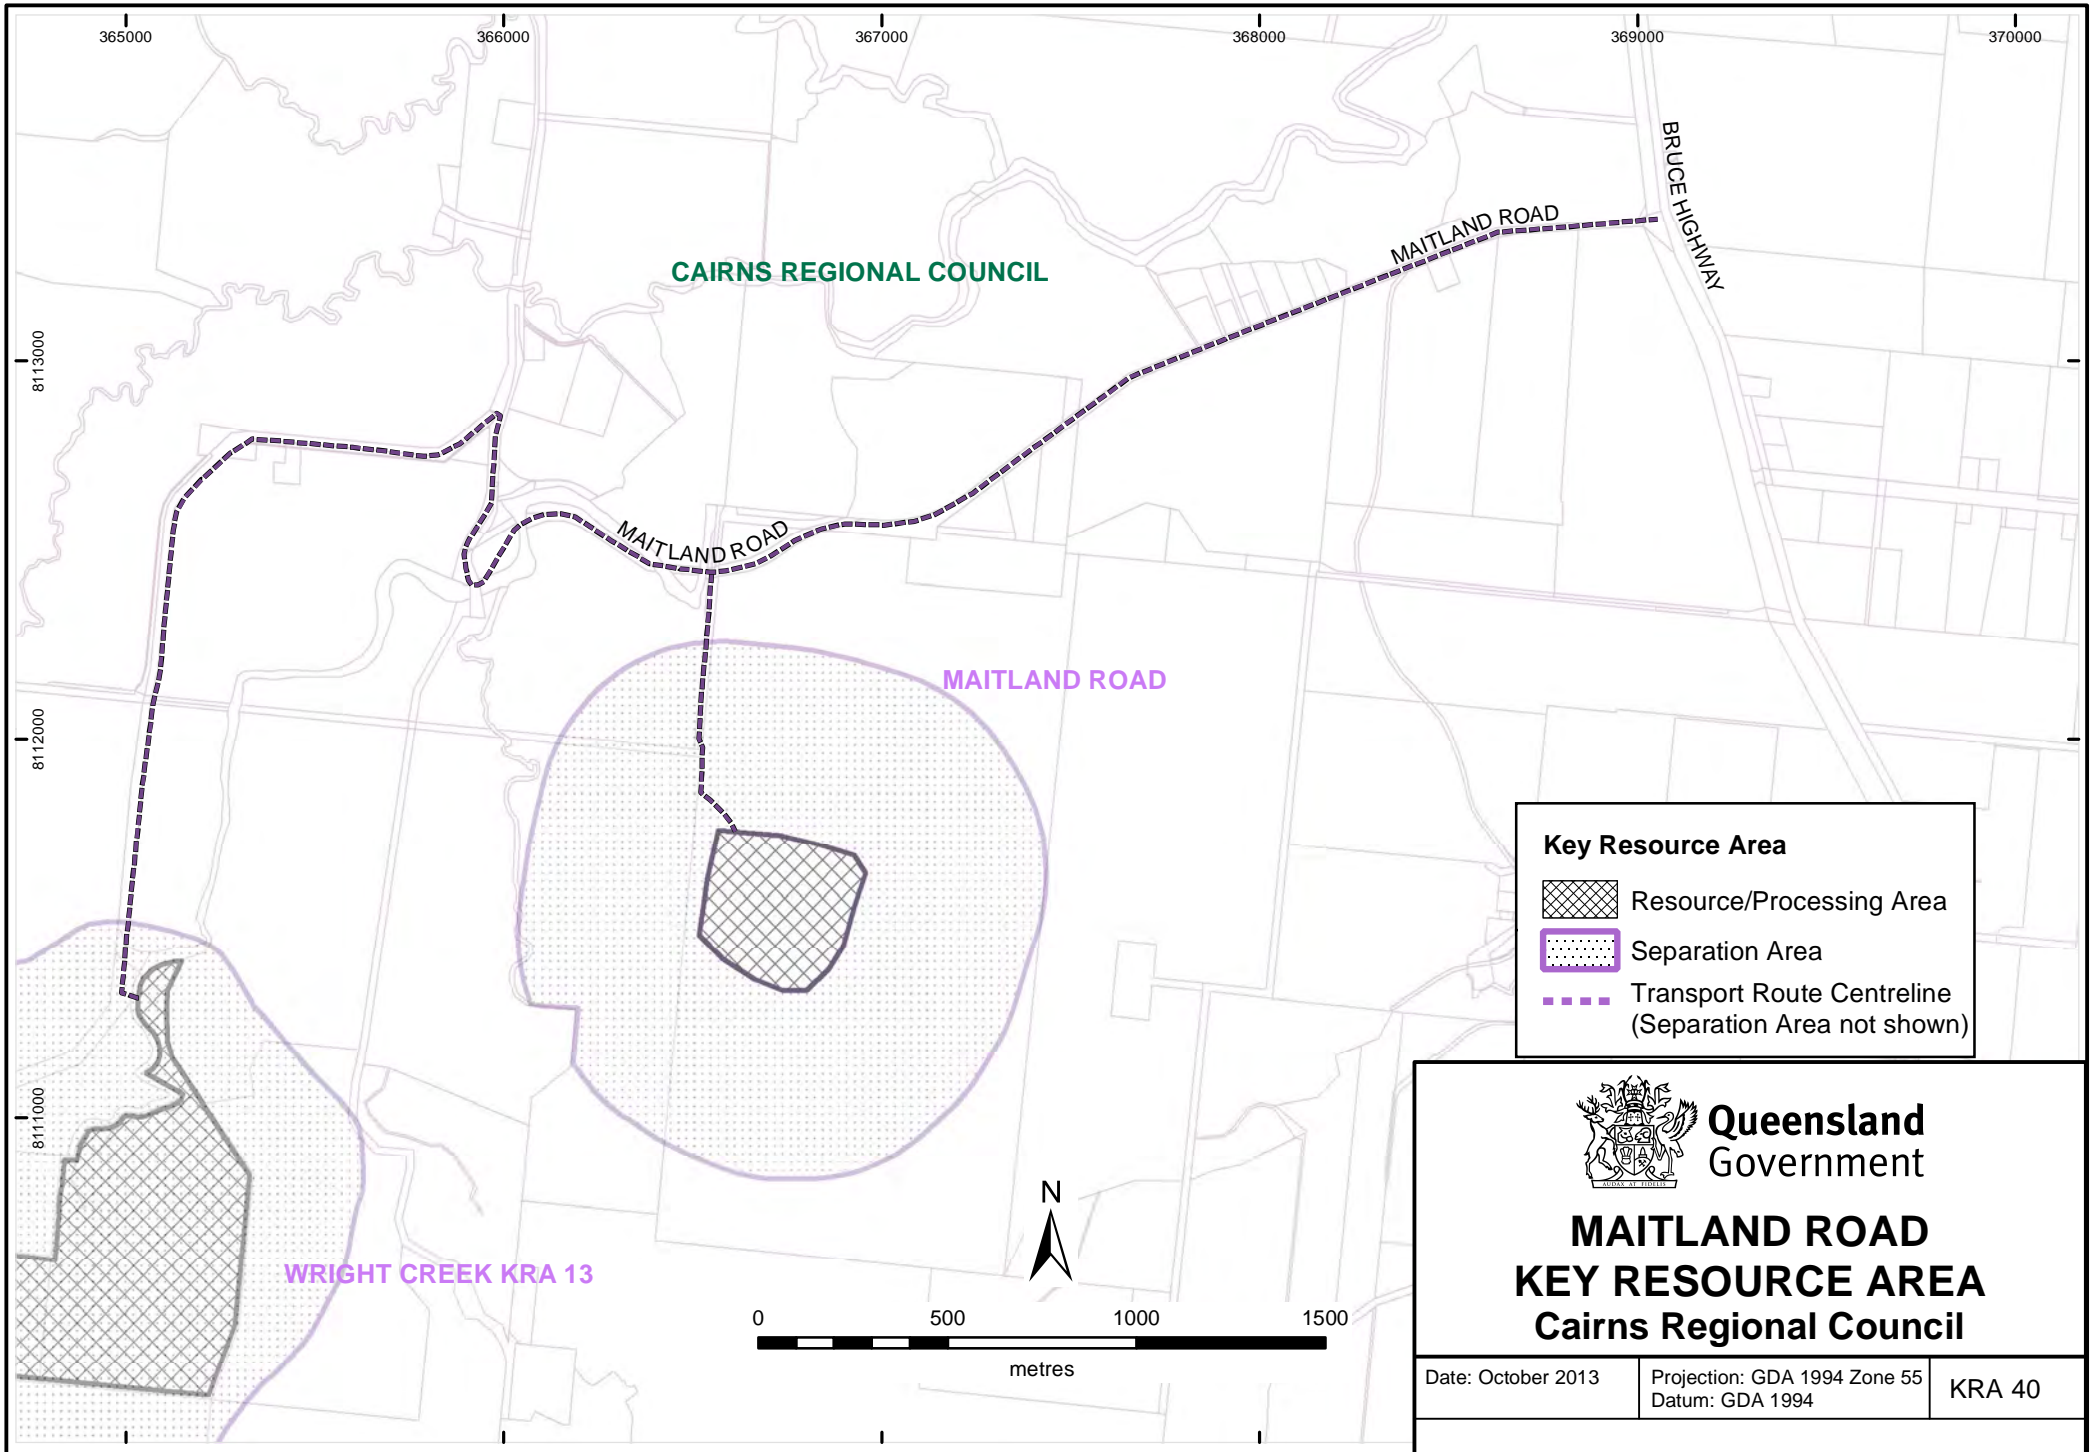 365000
366000
367000
368000
369000
370000
BRUCE HIGHWAY
MAITLAND ROAD
CAIRNS REGIONAL COUNCIL
8113000
MAITLAND ROAD
MAITLAND ROAD
8112000
Key Resource Area
Resource/Processing Area
Separation Area
Transport Route Centreline
(Separation Area not shown)
8111000
AUDAX AT FIDELIS
Queensland
Government
N
WRIGHT CREEK KRA 13
MAITLAND ROAD
KEY RESOURCE AREA
Cairns Regional Council
0 500 1000 1500
metres
Date: October 2013
Projection: GDA 1994 Zone 55
Datum: GDA 1994
KRA 40